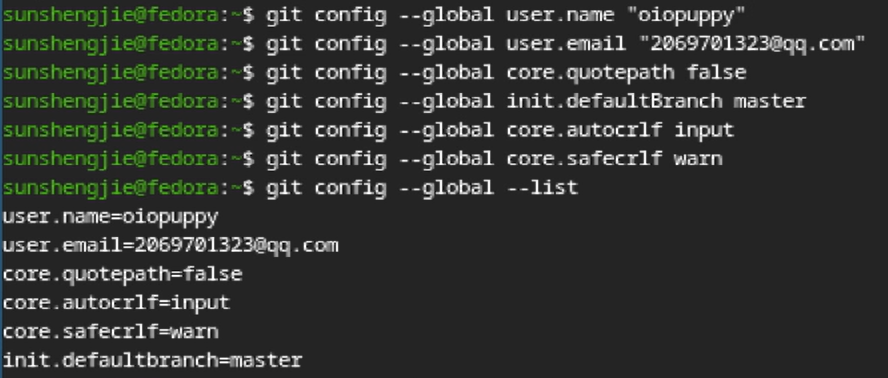 sunshengjie@fedora:~$ git config --global user.name "oiopuppy"
sunshengjie@fedora:~$ git config --global user.email "2069701323@qq.com"
sunshengjie@fedora:~$ git config --global core.quotepath false
sunshengjie@fedora:~$ git config --global init.defaultBranch master
sunshengjie@fedora:~$ git config --global core.autocrlf input
sunshengjie@fedora:~$ git config --global core.safecrlf warn
sunshengjie@fedora:~$ git config --global --list
user.name=oiopuppy
user.email=2069701323@qq.com
core.quotepath=false
core.autocrlf=input
core.safecrlf=warn
init.defaultbranch=master